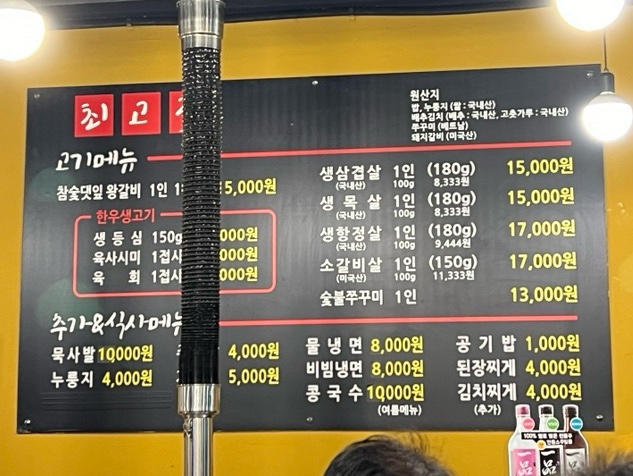 최 고
원산지
밥, 누룽지 (쌀 : 국내산)
배추김치 (배추 : 국내산, 고춧가루 : 국내산)
쭈꾸미 (베트남)
돼지갈비 (미국산)
고기메뉴
참숯댓잎 왕갈비 1인 15,000원
한우생고기
생 등 심 150g 000원
육사시미 1접시 000원
육 회 1접시 000원
생삼겹살 1인 (180g) 15,000원
(국내산) 100g 8,333원
생 목 살 1인 (180g) 15,000원
(국내산) 100g 8,333원
생항정살 1인 (180g) 17,000원
(국내산) 100g 9,444원
소갈비살 1인 (150g) 17,000원
(미국산) 100g 11,333원
숯불쭈꾸미 1인 13,000원
추가&식사메뉴
묵사발 10,000원
누룽지 4,000원
4,000원
5,000원
물 냉 면 8,000원
비빔냉면 8,000원
콩 국 수 10,000원
(여름메뉴)
공 기 밥 1,000원
된장찌개 4,000원
김치찌개 4,000원
(추가)